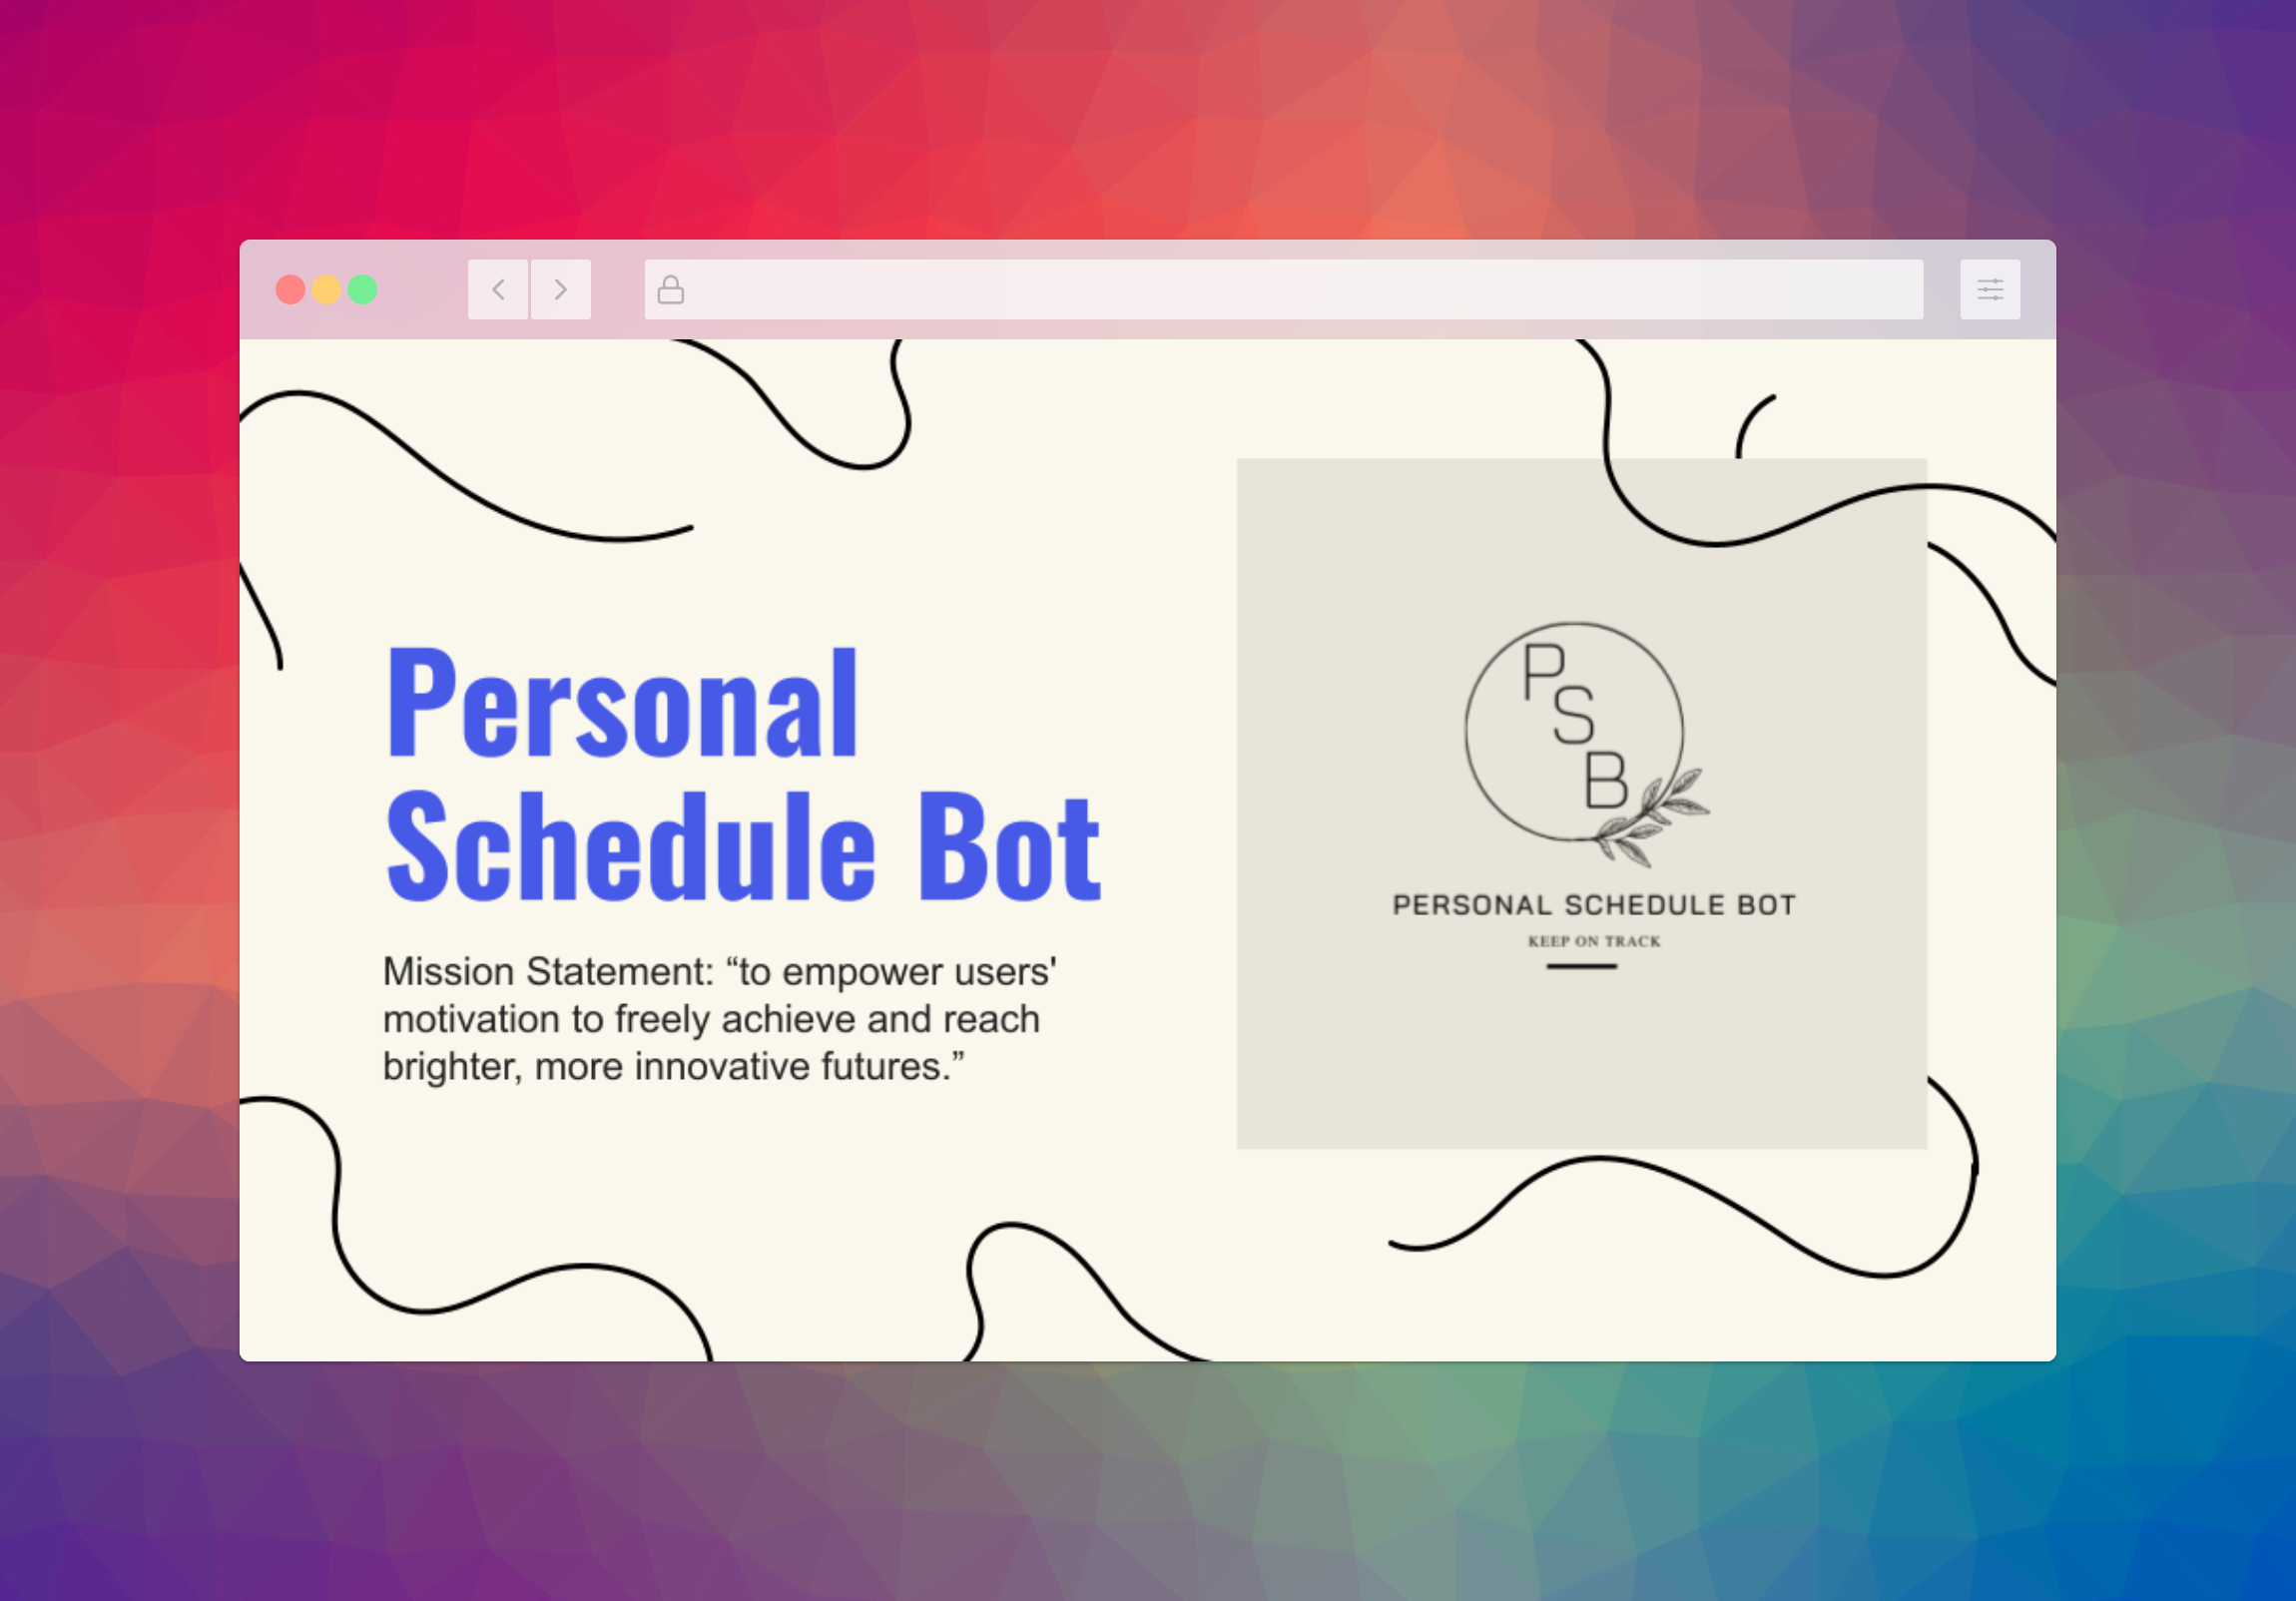 Personal
Schedule Bot
Mission Statement: “to empower users'
motivation to freely achieve and reach
brighter, more innovative futures.”
P
S
B
PERSONAL SCHEDULE BOT
KEEP ON TRACK